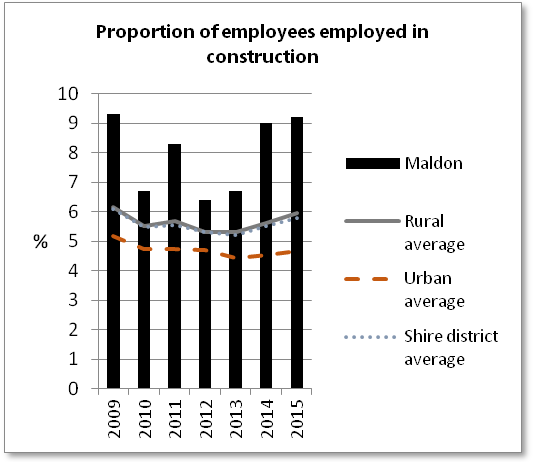 Proportion of employees employed in
construction
10
9
8
7
6
5
4
3
2
1
0
%
2009
2010
2011
2012
2013
2014
2015
Maldon
Rural
average
Urban
average
Shire district
average